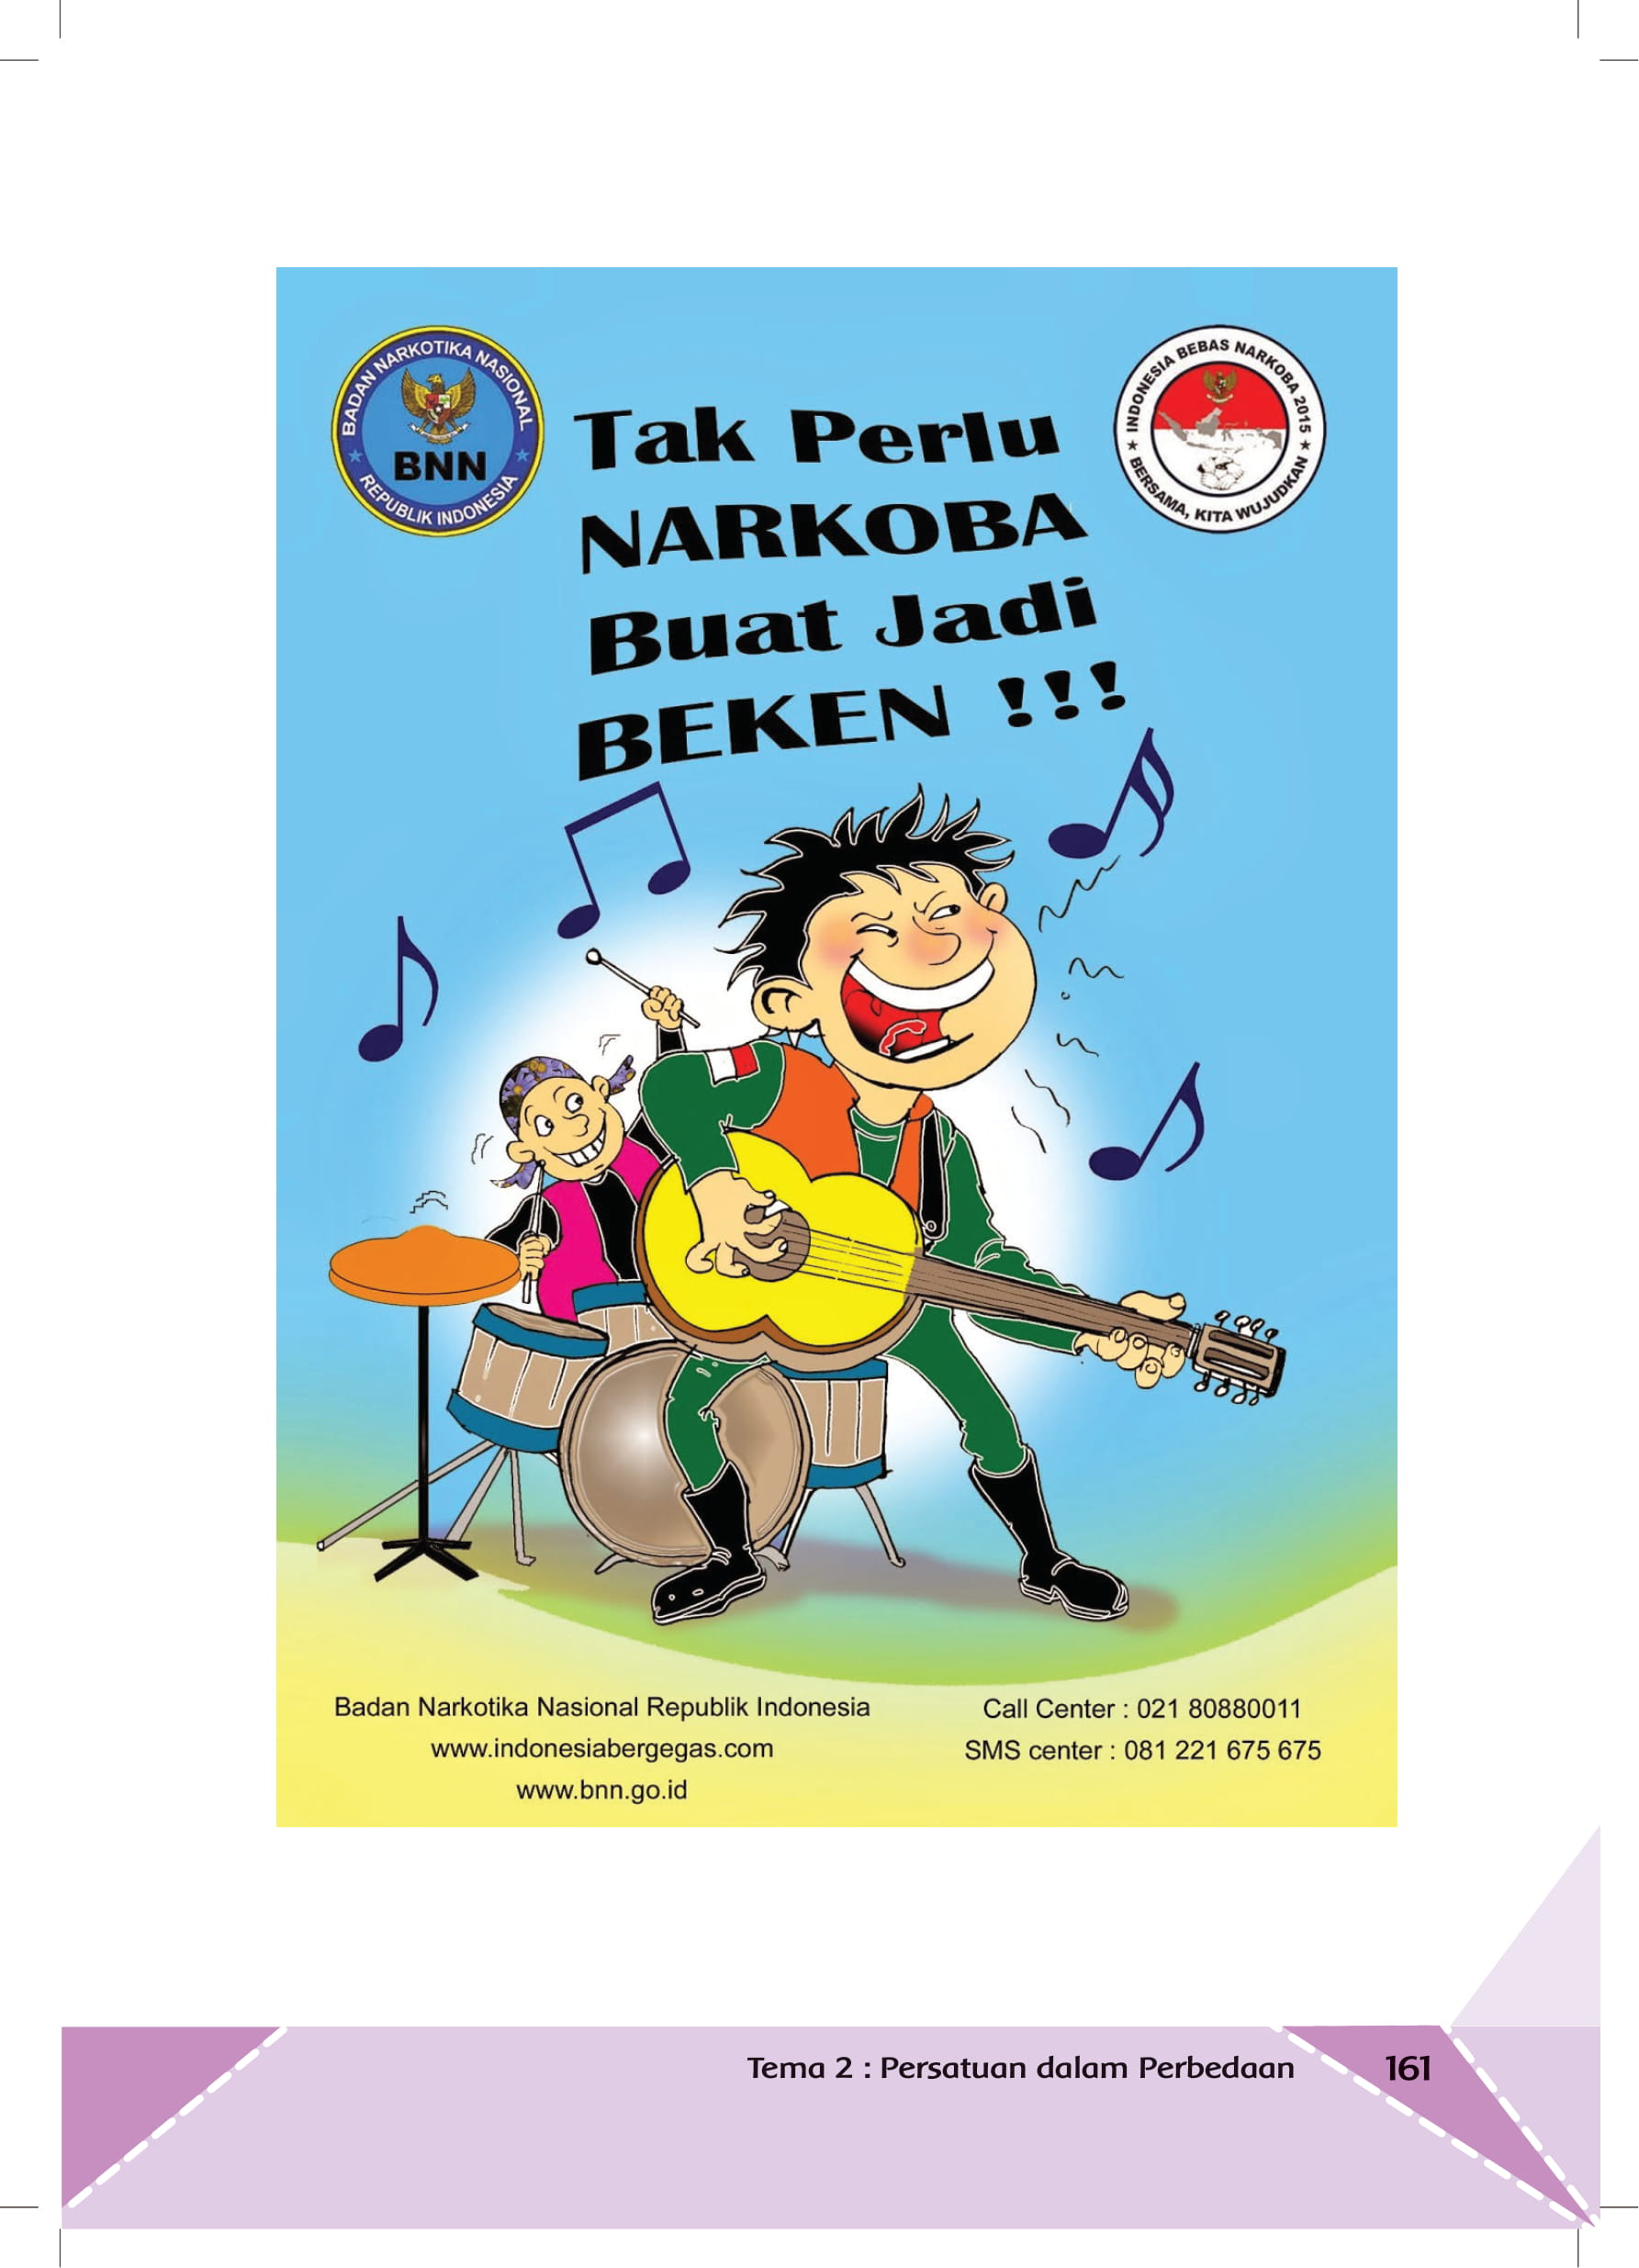 BADAN NARKOTIKA NASIONAL
BNN
REPUBLIK INDONESIA
INDONESIA BEBAS NARKOBA 2015
BERSAMA, KITA WUJUDKAN
Tak Perlu
NARKOBA
Buat Jadi
BEKEN !!!
Badan Narkotika Nasional Republik Indonesia
www.indonesiabergegas.com
www.bnn.go.id
Call Center : 021 80880011
SMS center : 081 221 675 675
Tema 2 : Persatuan dalam Perbedaan
161